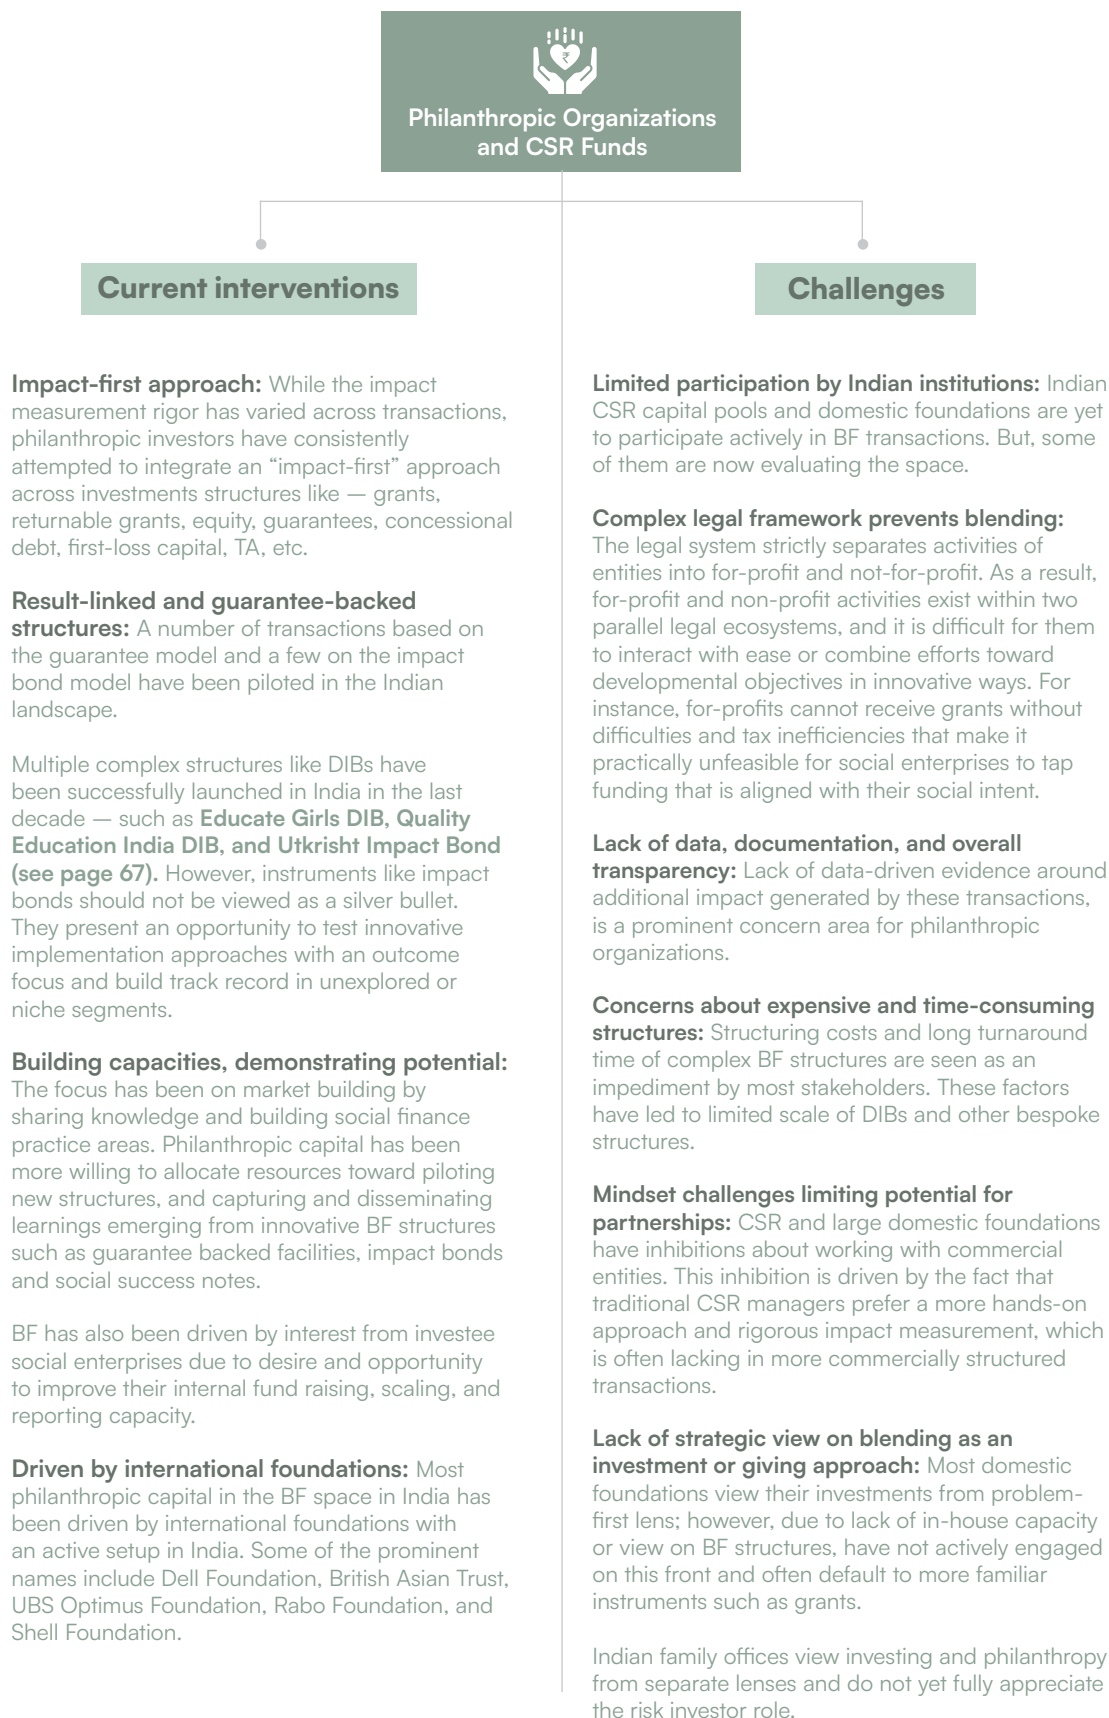 Philanthropic Organizations
and CSR Funds
Current interventions
Impact-first approach: While the impact
measurement rigor has varied across transactions,
philanthropic investors have consistently
attempted to integrate an “impact-first” approach
across investments structures like — grants,
returnable grants, equity, guarantees, concessional
debt, first-loss capital, TA, etc.
Result-linked and guarantee-backed
structures: A number of transactions based on
the guarantee model and a few on the impact
bond model have been piloted in the Indian
landscape.
Multiple complex structures like DIBs have
been successfully launched in India in the last
decade — such as Educate Girls DIB, Quality
Education India DIB, and Utkrisht Impact Bond
(see page 67). However, instruments like impact
bonds should not be viewed as a silver bullet.
They present an opportunity to test innovative
implementation approaches with an outcome
focus and build track record in unexplored or
niche segments.
Building capacities, demonstrating potential:
The focus has been on market building by
sharing knowledge and building social finance
practice areas. Philanthropic capital has been
more willing to allocate resources toward piloting
new structures, and capturing and disseminating
learnings emerging from innovative BF structures
such as guarantee backed facilities, impact bonds
and social success notes.
BF has also been driven by interest from investee
social enterprises due to desire and opportunity
to improve their internal fund raising, scaling, and
reporting capacity.
Driven by international foundations: Most
philanthropic capital in the BF space in India has
been driven by international foundations with
an active setup in India. Some of the prominent
names include Dell Foundation, British Asian Trust,
UBS Optimus Foundation, Rabo Foundation, and
Shell Foundation.
Challenges
Limited participation by Indian institutions: Indian
CSR capital pools and domestic foundations are yet
to participate actively in BF transactions. But, some
of them are now evaluating the space.
Complex legal framework prevents blending:
The legal system strictly separates activities of
entities into for-profit and not-for-profit. As a result,
for-profit and non-profit activities exist within two
parallel legal ecosystems, and it is difficult for them
to interact with ease or combine efforts toward
developmental objectives in innovative ways. For
instance, for-profits cannot receive grants without
difficulties and tax inefficiencies that make it
practically unfeasible for social enterprises to tap
funding that is aligned with their social intent.
Lack of data, documentation, and overall
transparency: Lack of data-driven evidence around
additional impact generated by these transactions,
is a prominent concern area for philanthropic
organizations.
Concerns about expensive and time-consuming
structures: Structuring costs and long turnaround
time of complex BF structures are seen as an
impediment by most stakeholders. These factors
have led to limited scale of DIBs and other bespoke
structures.
Mindset challenges limiting potential for
partnerships: CSR and large domestic foundations
have inhibitions about working with commercial
entities. This inhibition is driven by the fact that
traditional CSR managers prefer a more hands-on
approach and rigorous impact measurement, which
is often lacking in more commercially structured
transactions.
Lack of strategic view on blending as an
investment or giving approach: Most domestic
foundations view their investments from problem-
first lens; however, due to lack of in-house capacity
or view on BF structures, have not actively engaged
on this front and often default to more familiar
instruments such as grants.
Indian family offices view investing and philanthropy
from separate lenses and do not yet fully appreciate
the risk investor role.